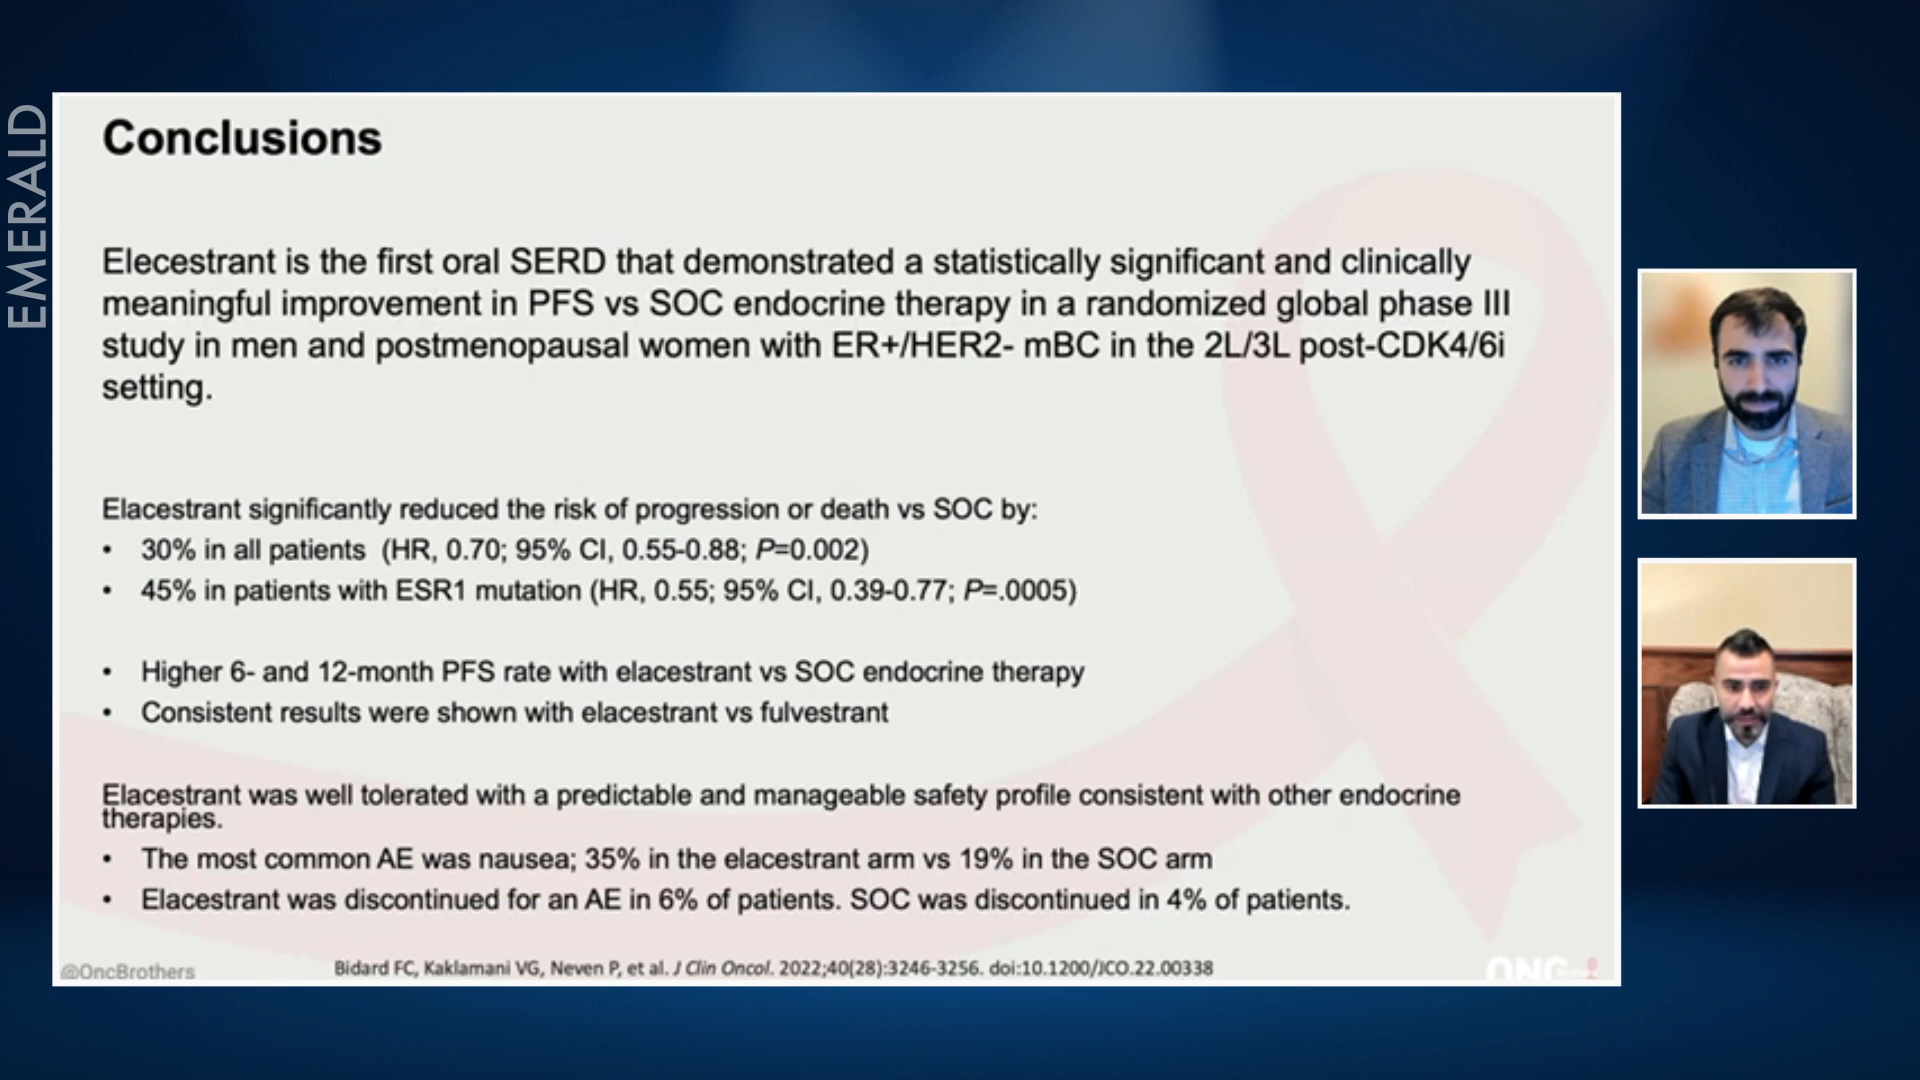 EMERALD
Conclusions
Elecestrant is the first oral SERD that demonstrated a statistically significant and clinically
meaningful improvement in PFS vs SOC endocrine therapy in a randomized global phase III
study in men and postmenopausal women with ER+/HER2- mBC in the 2L/3L post-CDK4/6i
setting.
Elacestrant significantly reduced the risk of progression or death vs SOC by:
• 30% in all patients (HR, 0.70; 95% CI, 0.55-0.88; P=0.002)
• 45% in patients with ESR1 mutation (HR, 0.55; 95% CI, 0.39-0.77; P=.0005)
• Higher 6- and 12-month PFS rate with elacestrant vs SOC endocrine therapy
• Consistent results were shown with elacestrant vs fulvestrant
Elacestrant was well tolerated with a predictable and manageable safety profile consistent with other endocrine
therapies.
• The most common AE was nausea; 35% in the elacestrant arm vs 19% in the SOC arm
• Elacestrant was discontinued for an AE in 6% of patients. SOC was discontinued in 4% of patients.
@OncBrothers
Bidard FC, Kaklamani VG, Neven P, et al. J Clin Oncol. 2022;40(28):3246-3256. doi:10.1200/JCO.22.00338